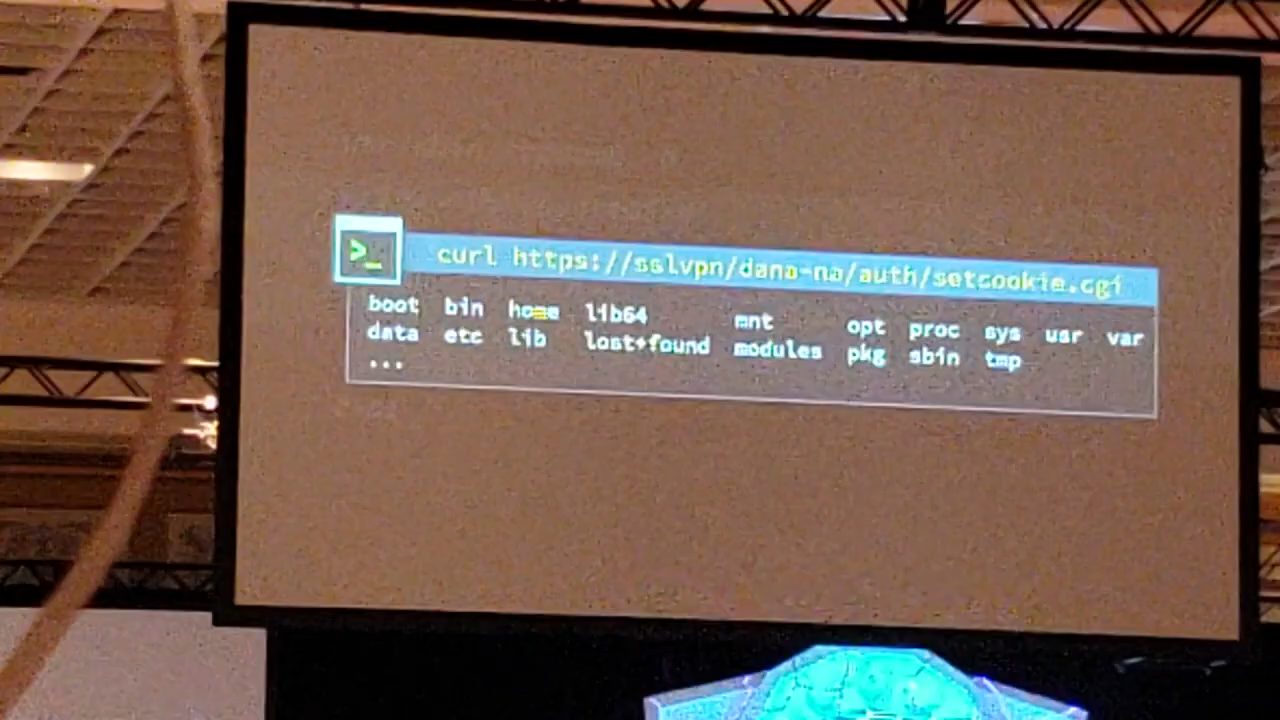 >_
curl https://sslvpn/dana-na/auth/setcookie.cgi
boot bin home lib64 mnt opt proc sys usr var
data etc lib lost+found modules pkg sbin tmp
...